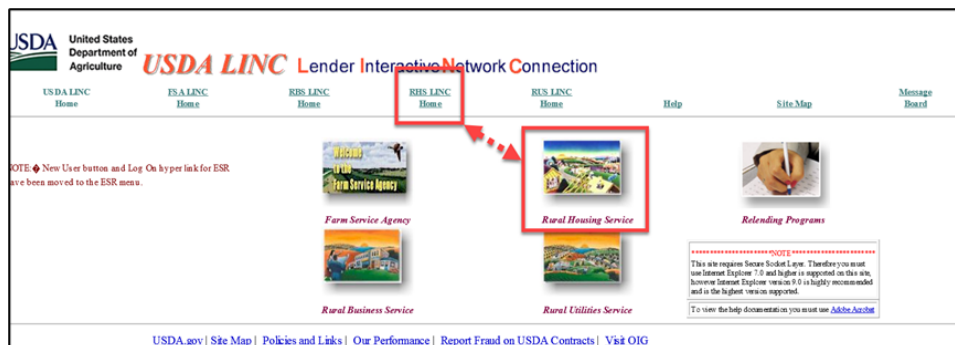 USDA United States
Department of
Agriculture
USDA LINC Lender Interactive Network Connection
USDA LINC Home
FSA LINC Home
RBS LINC Home
RHS LINC Home
RUS LINC Home
Help
Site Map
Message Board
NOTE:� New User button and Log On hyper link for ESR
have been moved to the ESR menu.
Welcome
to the
Farm Service Agency
Farm Service Agency
Rural Housing Service
Relending Programs
Rural Business Service
Rural Utilities Service
**********************NOTE************************
This site requires Secure Socket Layer. Therefore you must
use Internet Explorer 7.0 and higher is supported on this site,
however Internet Explorer version 9.0 is highly recommended
and is the highest version supported.
To view the help documentation you must use Adobe Acrobat
USDA.gov | Site Map | Policies and Links | Our Performance | Report Fraud on USDA Contracts | Visit OIG